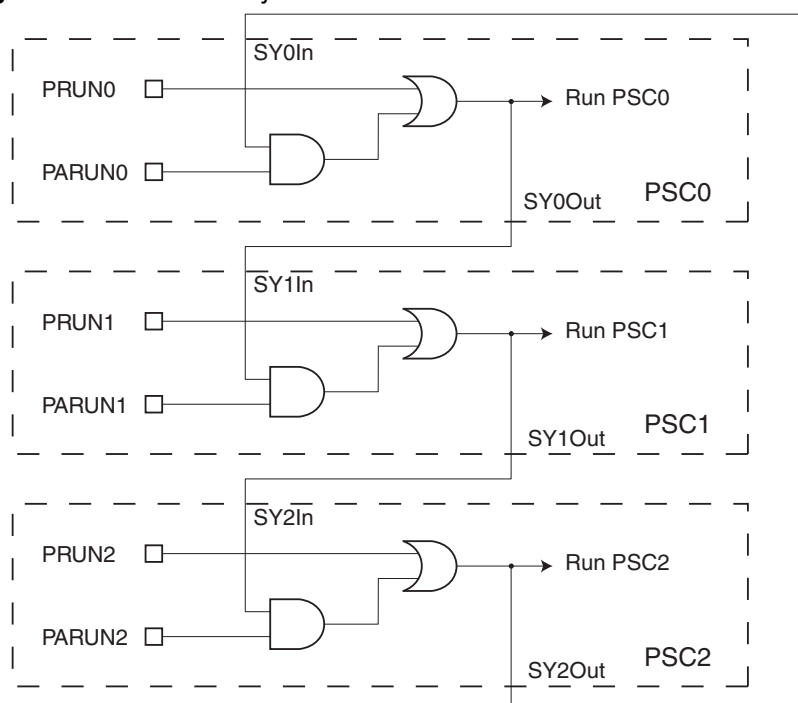 SY0In
PRUN0
Run PSC0
PARUN0
PSC0
SY0Out
SY1In
PRUN1
Run PSC1
PARUN1
PSC1
SY1Out
SY2In
PRUN2
Run PSC2
PARUN2
PSC2
SY2Out